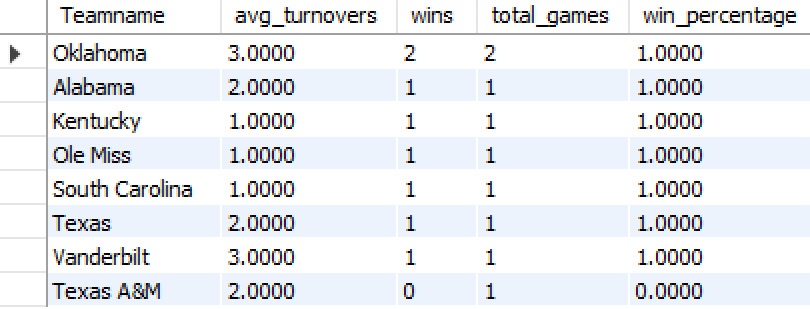 Teamname avg_turnovers wins total_games win_percentage
Oklahoma 3.0000 2 2 1.0000
Alabama 2.0000 1 1 1.0000
Kentucky 1.0000 1 1 1.0000
Ole Miss 1.0000 1 1 1.0000
South Carolina 1.0000 1 1 1.0000
Texas 2.0000 1 1 1.0000
Vanderbilt 3.0000 1 1 1.0000
Texas A&M 2.0000 0 1 0.0000